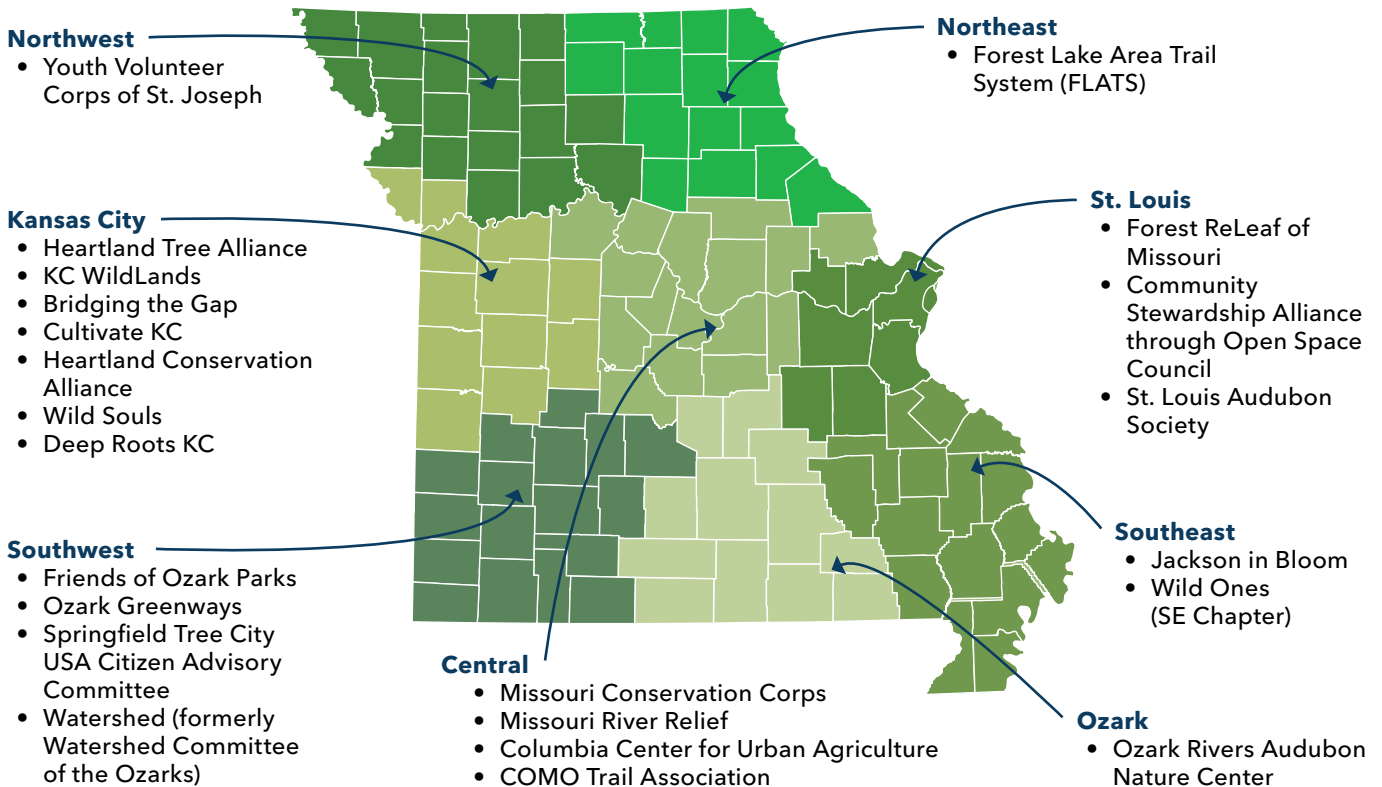 Northwest
• Youth Volunteer
Corps of St. Joseph
Northeast
• Forest Lake Area Trail
System (FLATS)
Kansas City
• Heartland Tree Alliance
• KC WildLands
• Bridging the Gap
• Cultivate KC
• Heartland Conservation
Alliance
• Wild Souls
• Deep Roots KC
St. Louis
• Forest ReLeaf of
Missouri
• Community
Stewardship Alliance
through Open Space
Council
• St. Louis Audubon
Society
Southwest
• Friends of Ozark Parks
• Ozark Greenways
• Springfield Tree City
USA Citizen Advisory
Committee
• Watershed (formerly
Watershed Committee
of the Ozarks)
Southeast
• Jackson in Bloom
• Wild Ones
(SE Chapter)
Central
• Missouri Conservation Corps
• Missouri River Relief
• Columbia Center for Urban Agriculture
• COMO Trail Association
Ozark
• Ozark Rivers Audubon
Nature Center